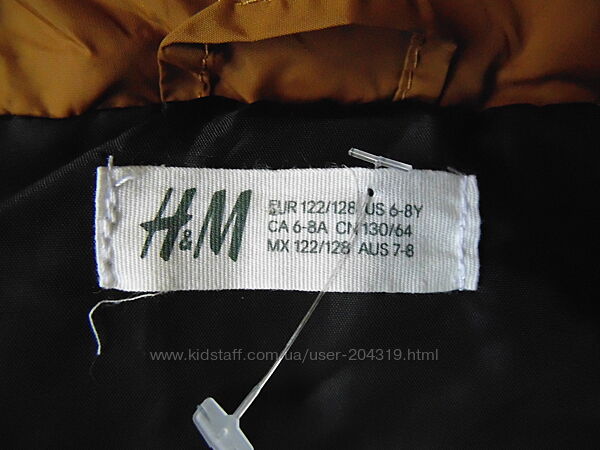 H&M
EUR 122/128 US 6-8Y
CA 6-8A CN 130/64
MX 122/128 AUS 7-8
www.kidstaff.com.ua/user-204319.html